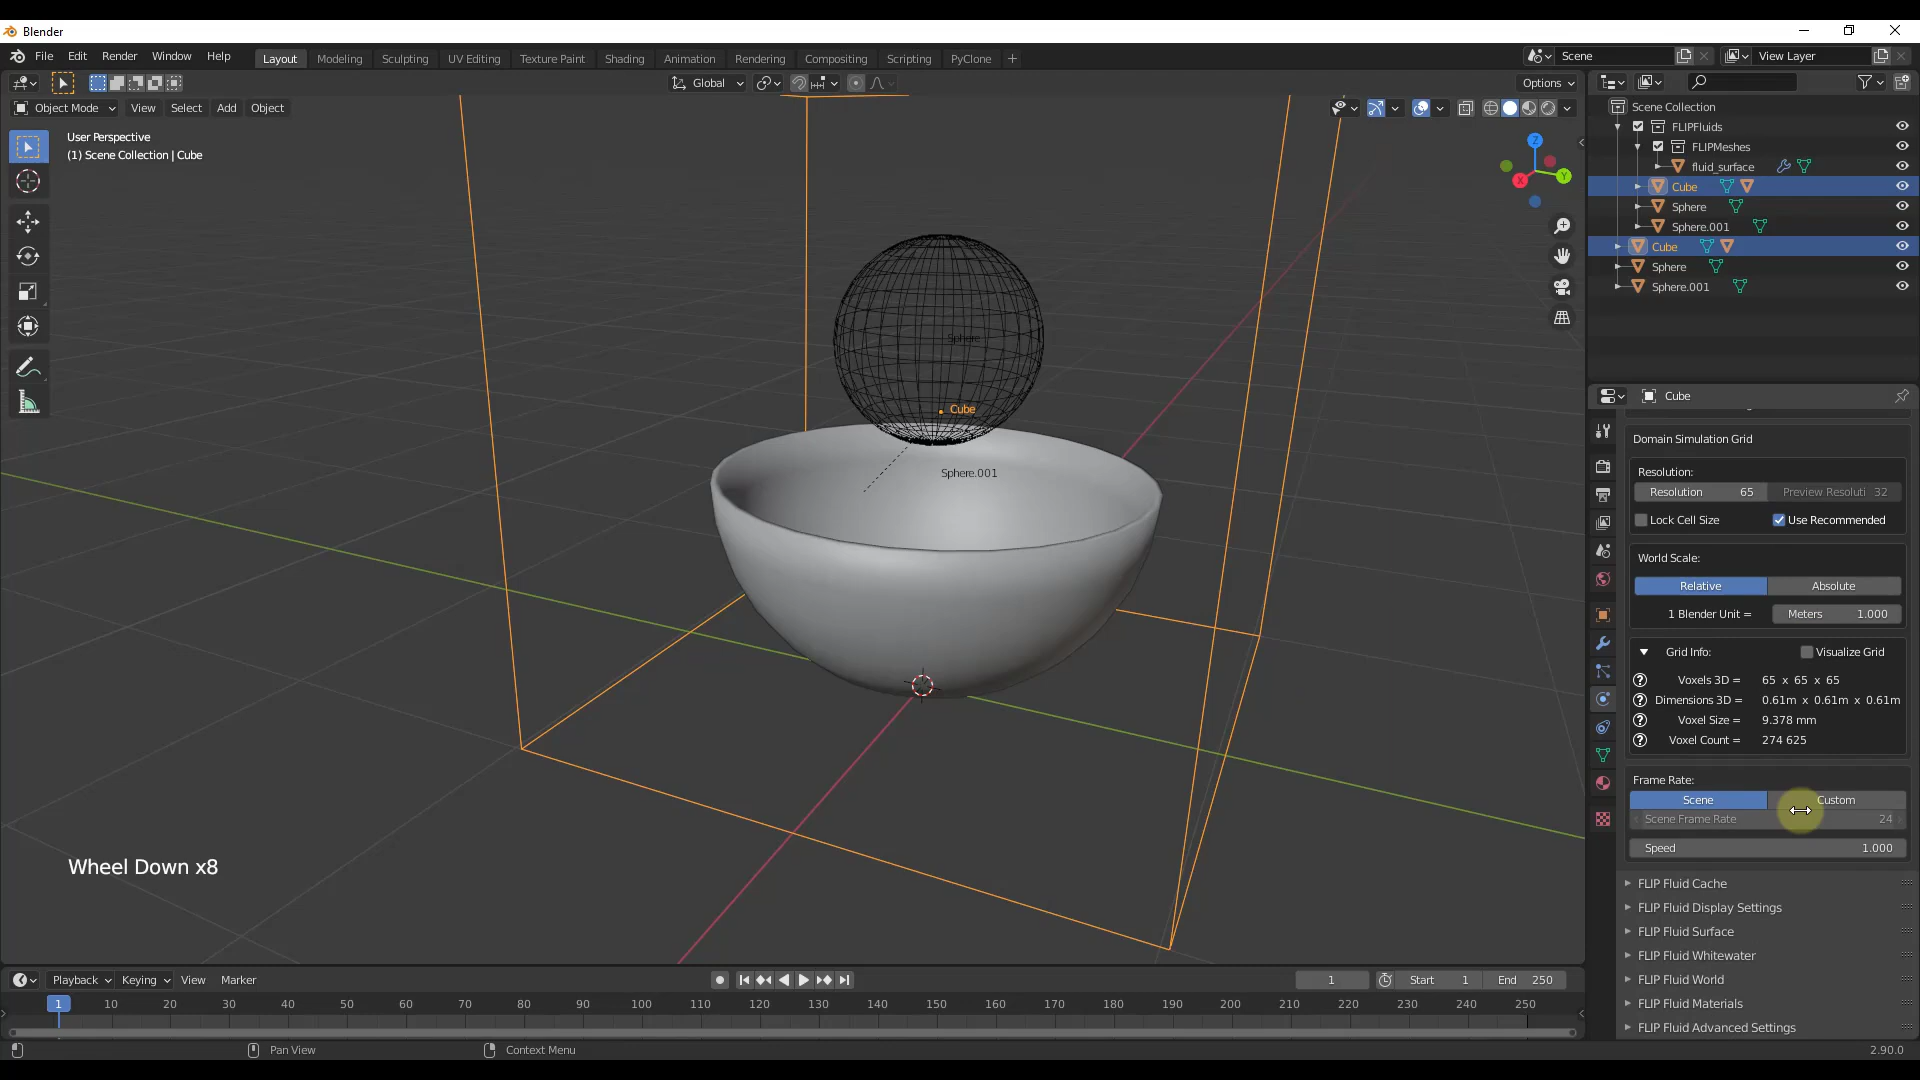 Blender
File Edit Render Window Help
Layout Modeling Sculpting UV Editing Texture Paint Shading Animation Rendering Compositing Scripting PyClone
Scene
View Layer
Global
Options
Object Mode View Select Add Object
User Perspective
(1) Scene Collection | Cube
Z
X
Y
Sphere
Cube
Sphere.001
Wheel Down x8
Scene Collection
FLIPFluids
FLIPMeshes
fluid_surface
Cube
Sphere
Sphere.001
Cube
Sphere
Sphere.001
Cube
Domain Simulation Grid
Resolution:
Resolution 65 Preview Resoluti 32
Lock Cell Size Use Recommended
World Scale:
Relative Absolute
1 Blender Unit = Meters 1.000
Grid Info: Visualize Grid
Voxels 3D = 65 x 65 x 65
Dimensions 3D = 0.61m x 0.61m x 0.61m
Voxel Size = 9.378 mm
Voxel Count = 274 625
Frame Rate:
Scene Custom
Scene Frame Rate 24
Speed 1.000
FLIP Fluid Cache
FLIP Fluid Display Settings
FLIP Fluid Surface
FLIP Fluid Whitewater
FLIP Fluid World
FLIP Fluid Materials
FLIP Fluid Advanced Settings
Playback Keying View Marker
1 Start 1 End 250
1 10 20 30 40 50 60 70 80 90 100 110 120 130 140 150 160 170 180 190 200 210 220 230 240 250
Pan View Context Menu
2.90.0